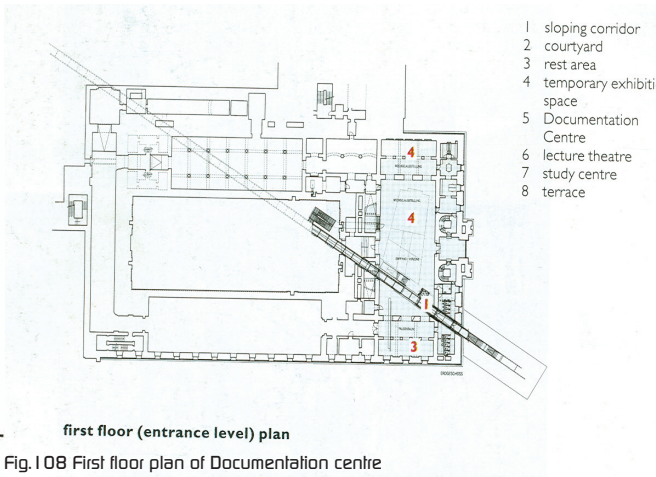 1 sloping corridor
2 courtyard
3 rest area
4 temporary exhibiti
space
5 Documentation
Centre
6 lecture theatre
7 study centre
8 terrace
4
4
1
3
ERDGESCHOSS
first floor (entrance level) plan
Fig.108 First floor plan of Documentation centre